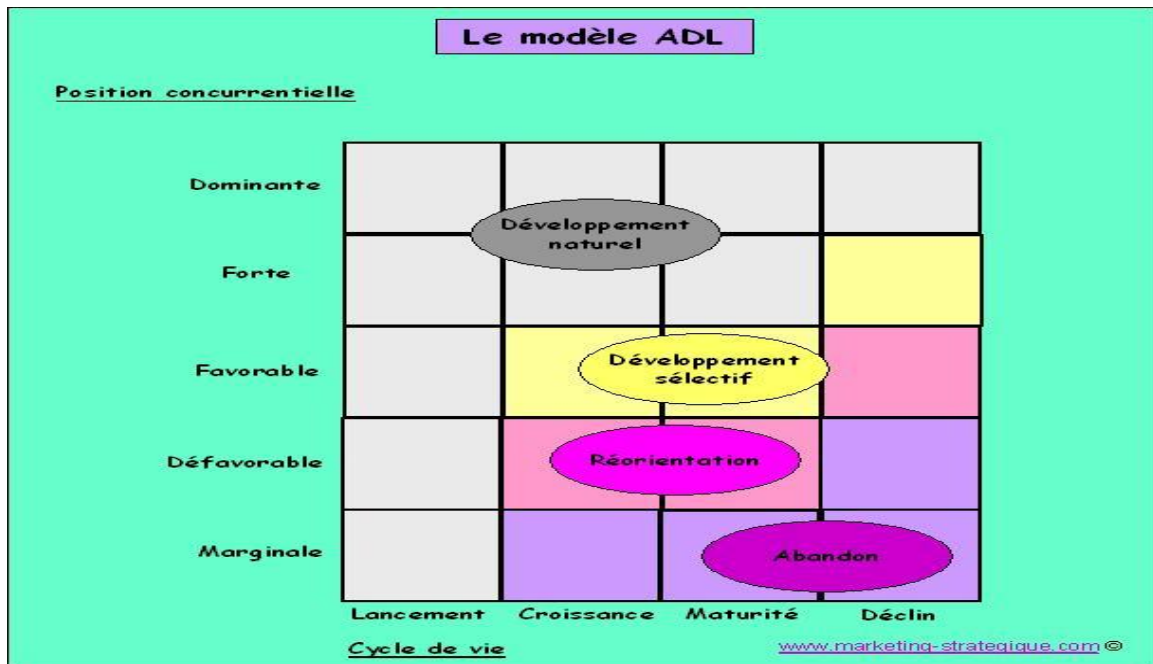 Le modèle ADL
Position concurrentielle
Dominante
Développement
naturel
Forte
Favorable
Développement
sélectif
Défavorable
Réorientation
Marginale
Abandon
Lancement Croissance Maturité Déclin
Cycle de vie
www.marketing-strategique.com ©